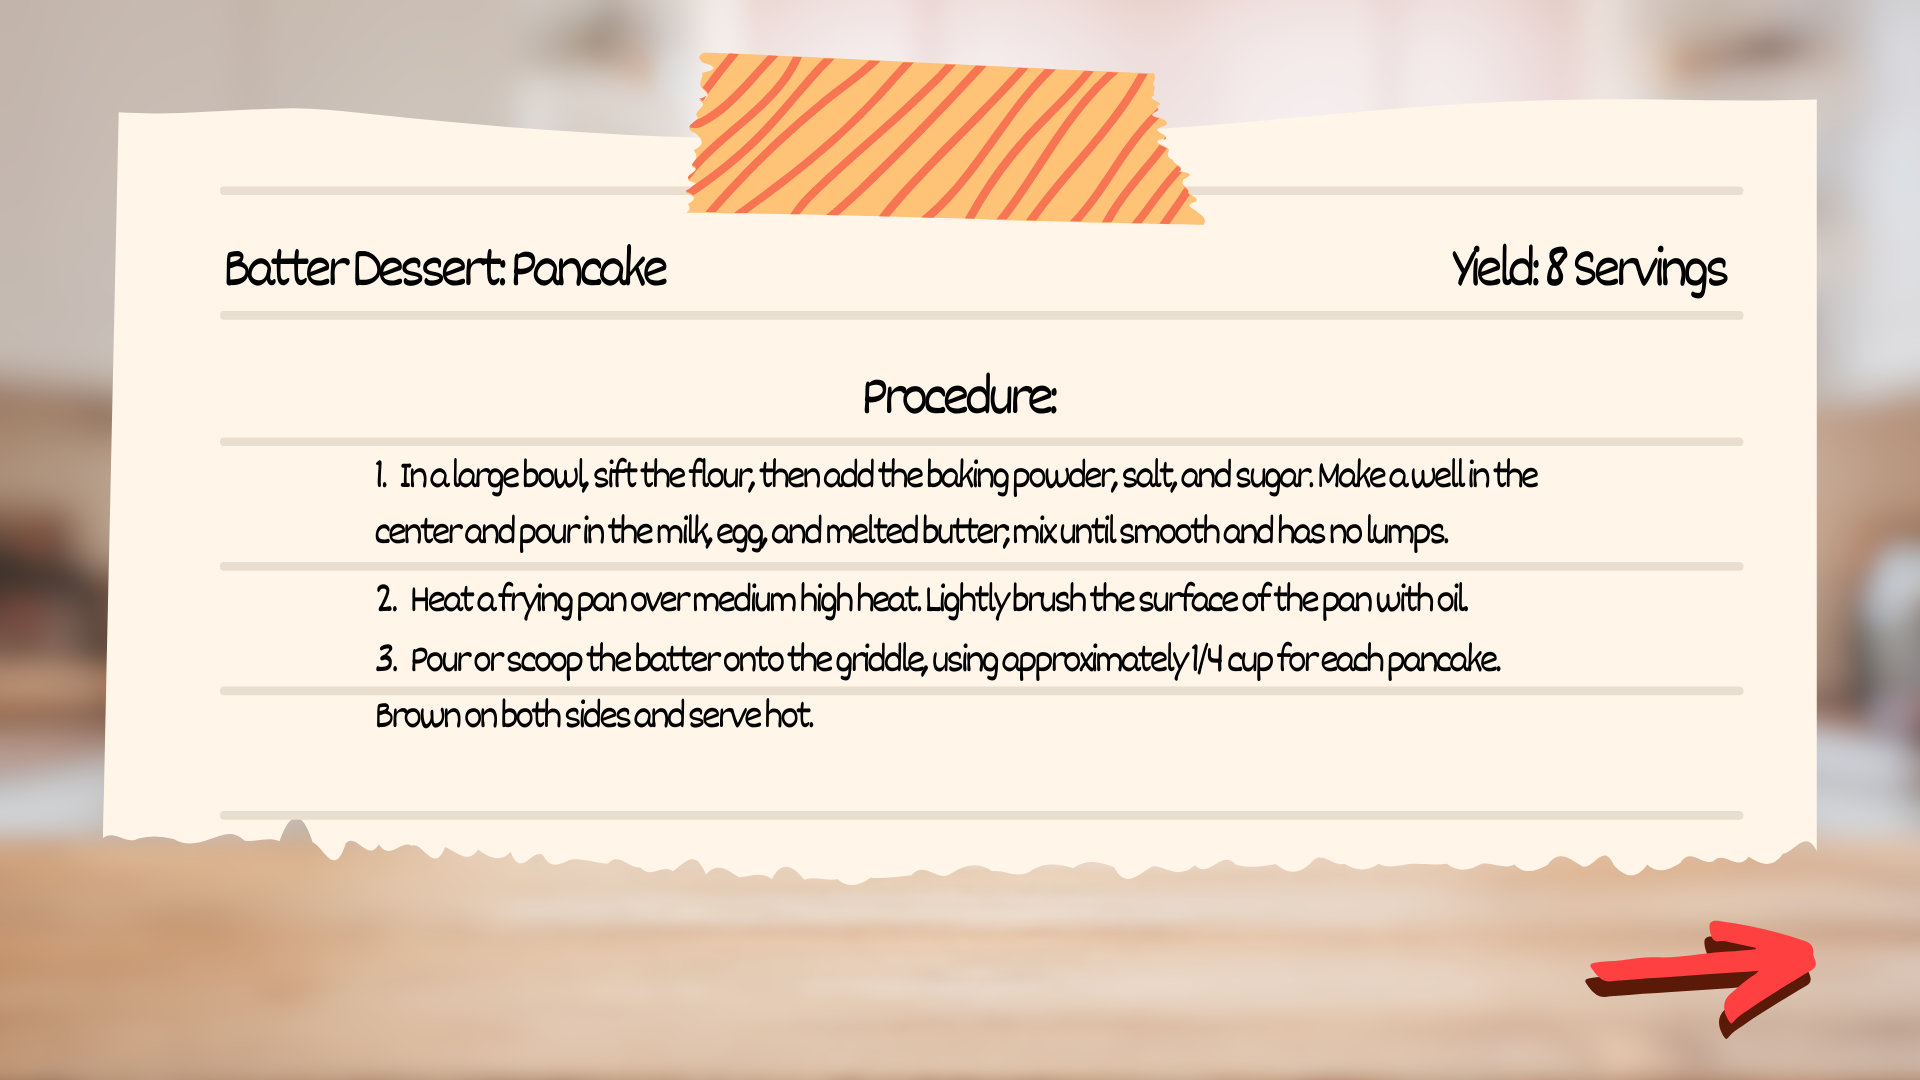 Batter Dessert: Pancake
Yield: 8 Servings
Procedure:
1. In a large bowl, sift the flour, then add the baking powder, salt, and sugar. Make a well in the
center and pour in the milk, egg, and melted butter; mix until smooth and has no lumps.
2. Heat a frying pan over medium high heat. Lightly brush the surface of the pan with oil.
3. Pour or scoop the batter onto the griddle, using approximately 1/4 cup for each pancake.
Brown on both sides and serve hot.